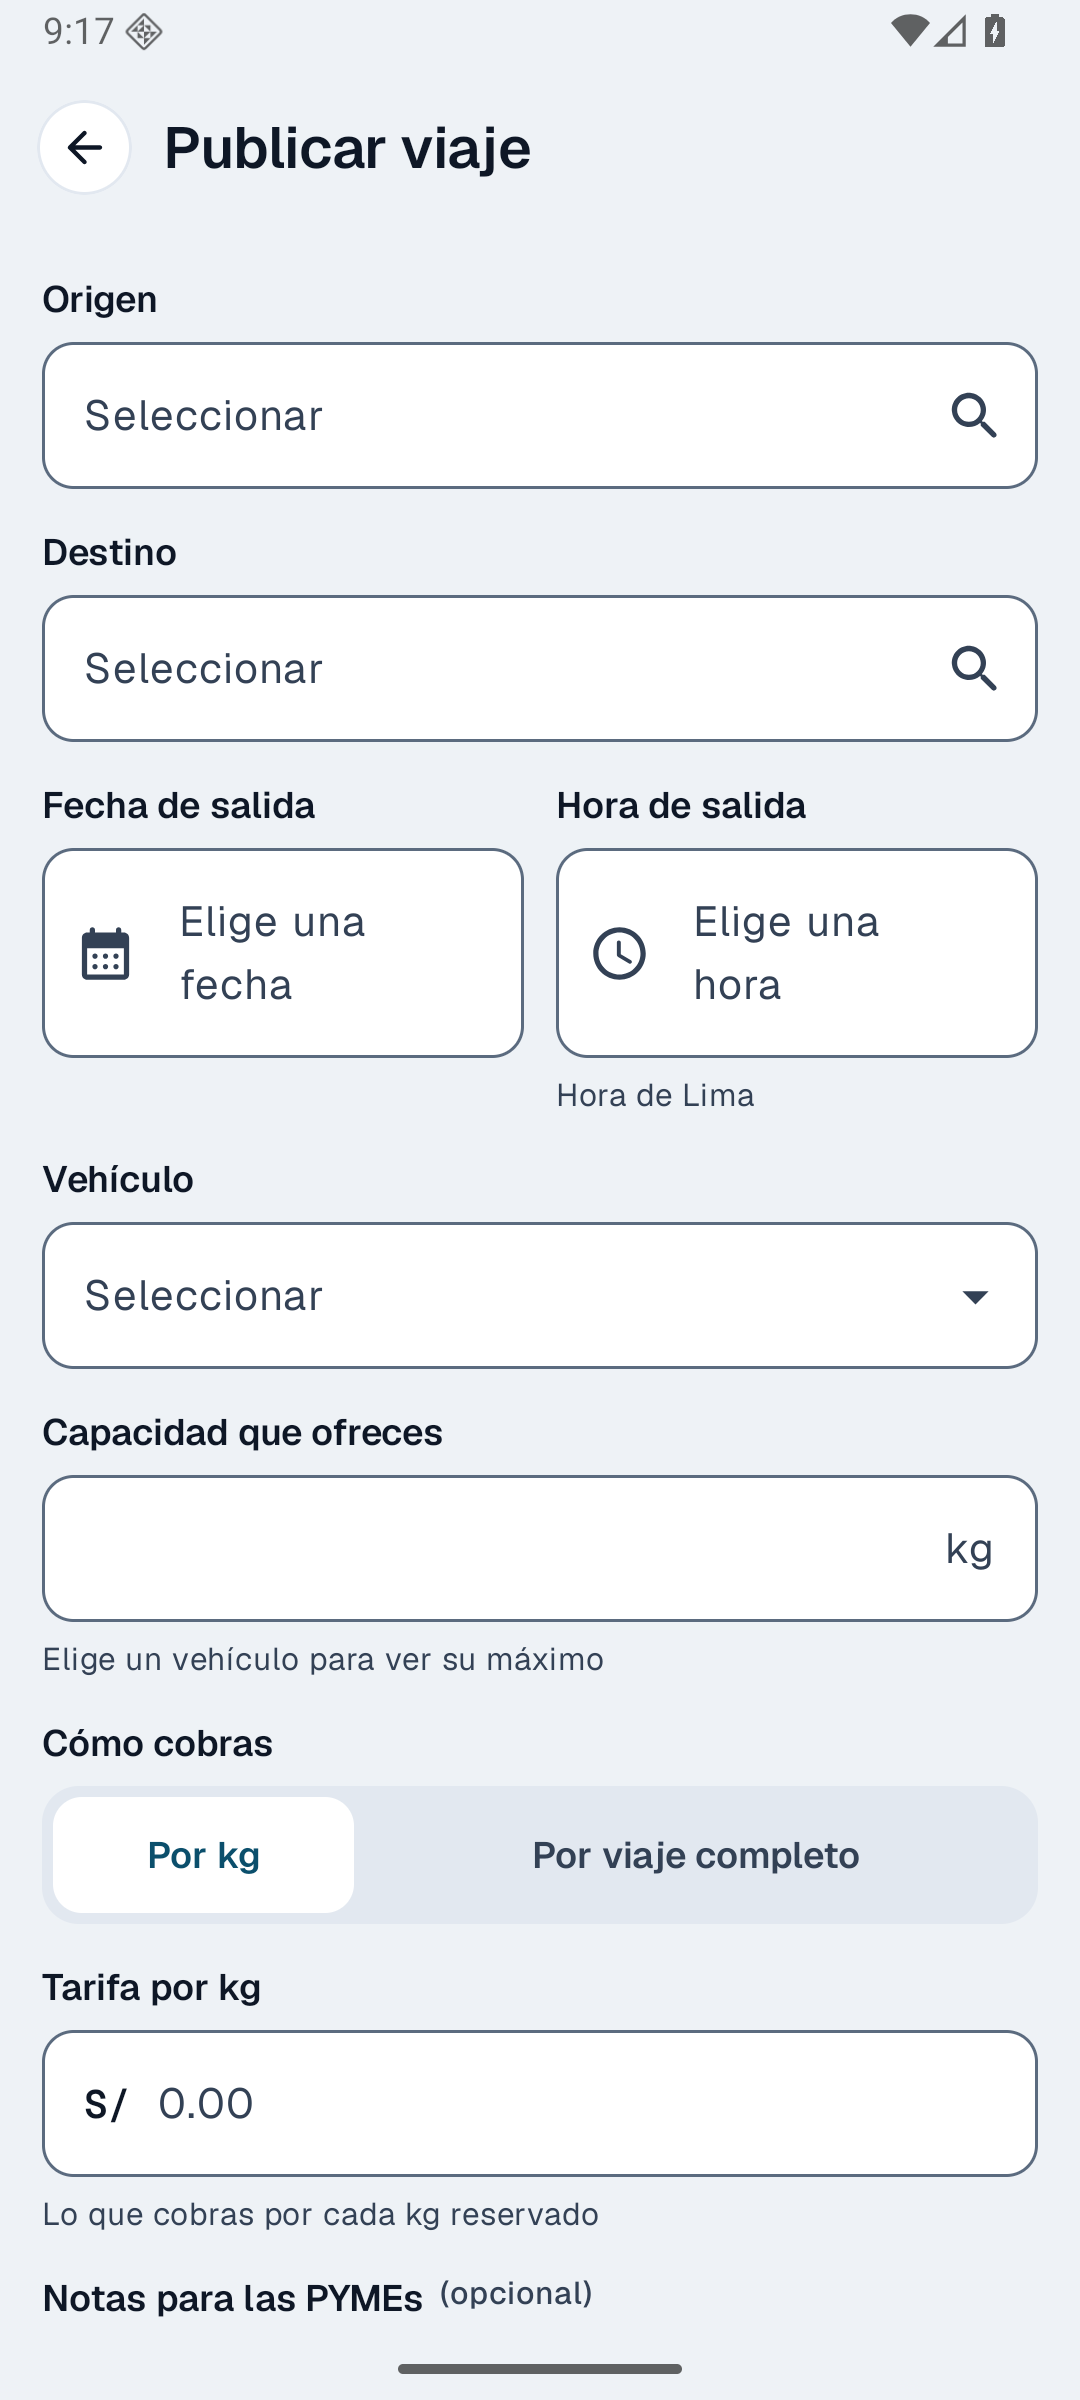 9:17
Publicar viaje
Origen
Seleccionar
Destino
Seleccionar
Fecha de salida
Hora de salida
Elige una
fecha
Elige una
hora
Hora de Lima
Vehículo
Seleccionar
Capacidad que ofreces
kg
Elige un vehículo para ver su máximo
Cómo cobras
Por kg
Por viaje completo
Tarifa por kg
S/ 0.00
Lo que cobras por cada kg reservado
Notas para las PYMEs (opcional)